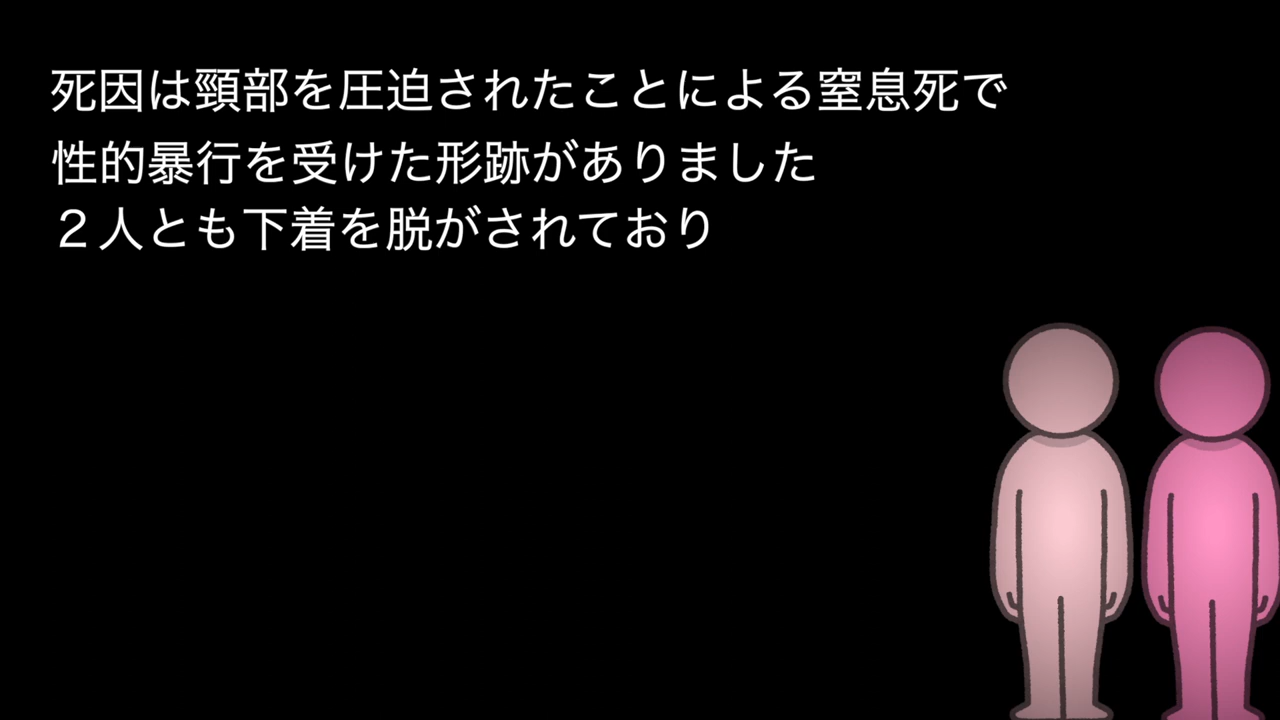 死因は頸部を圧迫されたことによる窒息死で
性的暴行を受けた形跡がありました
２人とも下着を脱がされており